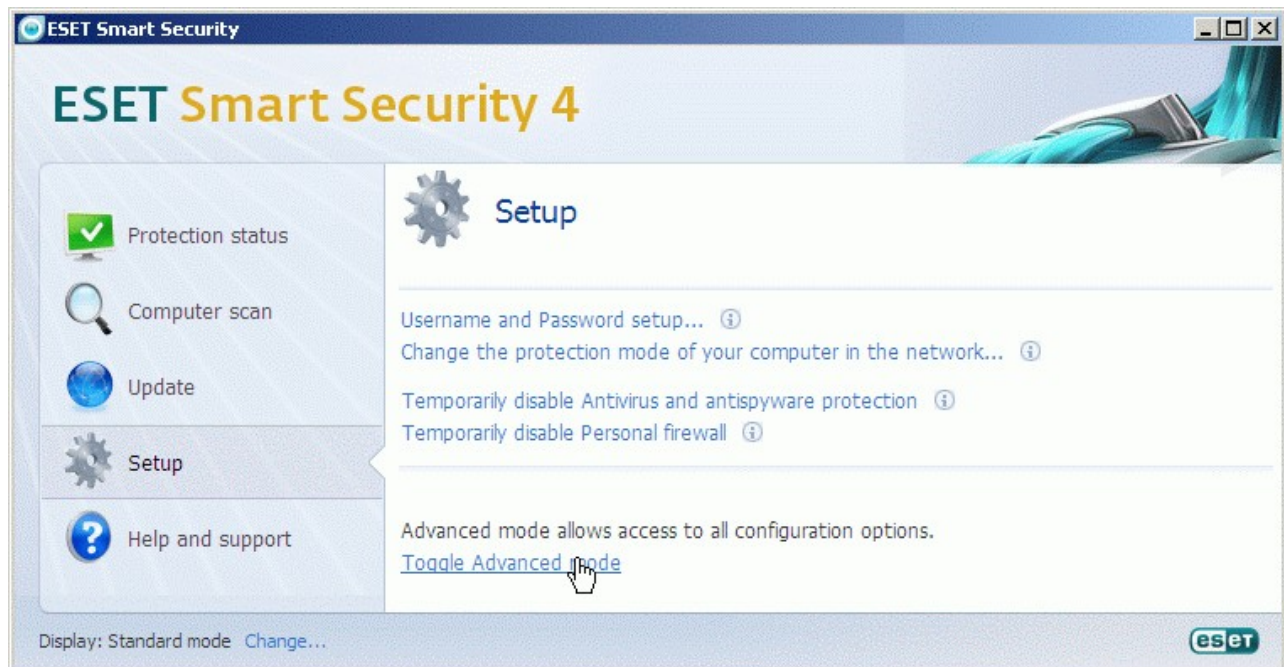 ESET Smart Security
ESET Smart Security 4
Protection status
Computer scan
Update
Setup
Help and support
Setup
Username and Password setup...
Change the protection mode of your computer in the network...
Temporarily disable Antivirus and antispyware protection
Temporarily disable Personal firewall
Advanced mode allows access to all configuration options.
Toggle Advanced mode
Display: Standard mode Change...
eseT